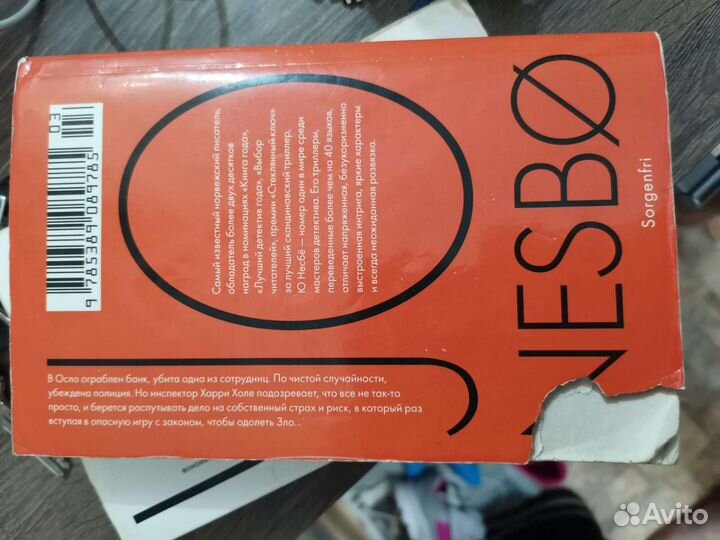 JO
NESBØ
Sorgenfri
Самый известный норвежский писатель,
обладатель более двух десятков
наград в номинациях «Книга года»,
«Лучший детектив года», «Выбор
читателей», премии «Стеклянный ключ»
за лучший скандинавский триллер,
Ю Несбё — номер один в мире среди
мастеров детектива. Его триллеры,
переведенные более чем на 40 языков,
отличает напряженная, безукоризненно
выстроенная интрига, яркие характеры
и всегда неожиданная развязка.
В Осло ограблен банк, убита одна из сотрудниц. По чистой случайности,
убеждена полиция. Но инспектор Харри Холе подозревает, что все не так-то
просто, и берется распутывать дело на собственный страх и риск, в который раз
вступая в опасную игру с законом, чтобы одолеть Зло...
03
9 785389 089785
Avito